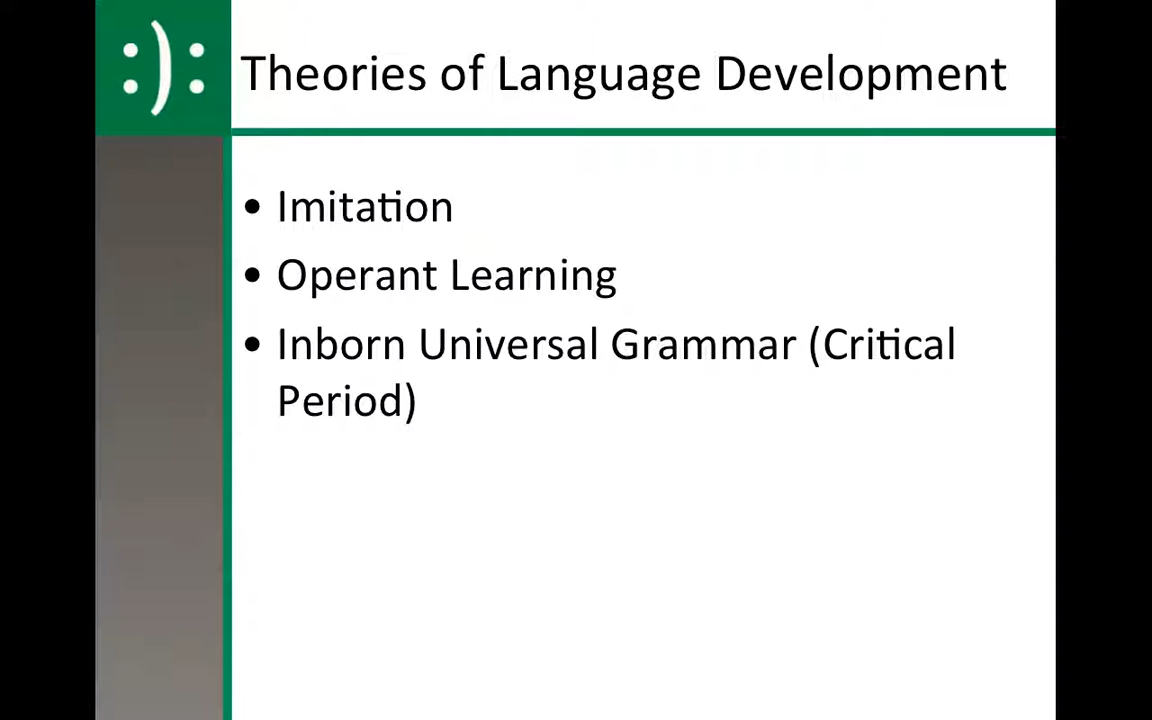 :):
Theories of Language Development
• Imitation
• Operant Learning
• Inborn Universal Grammar (Critical
Period)